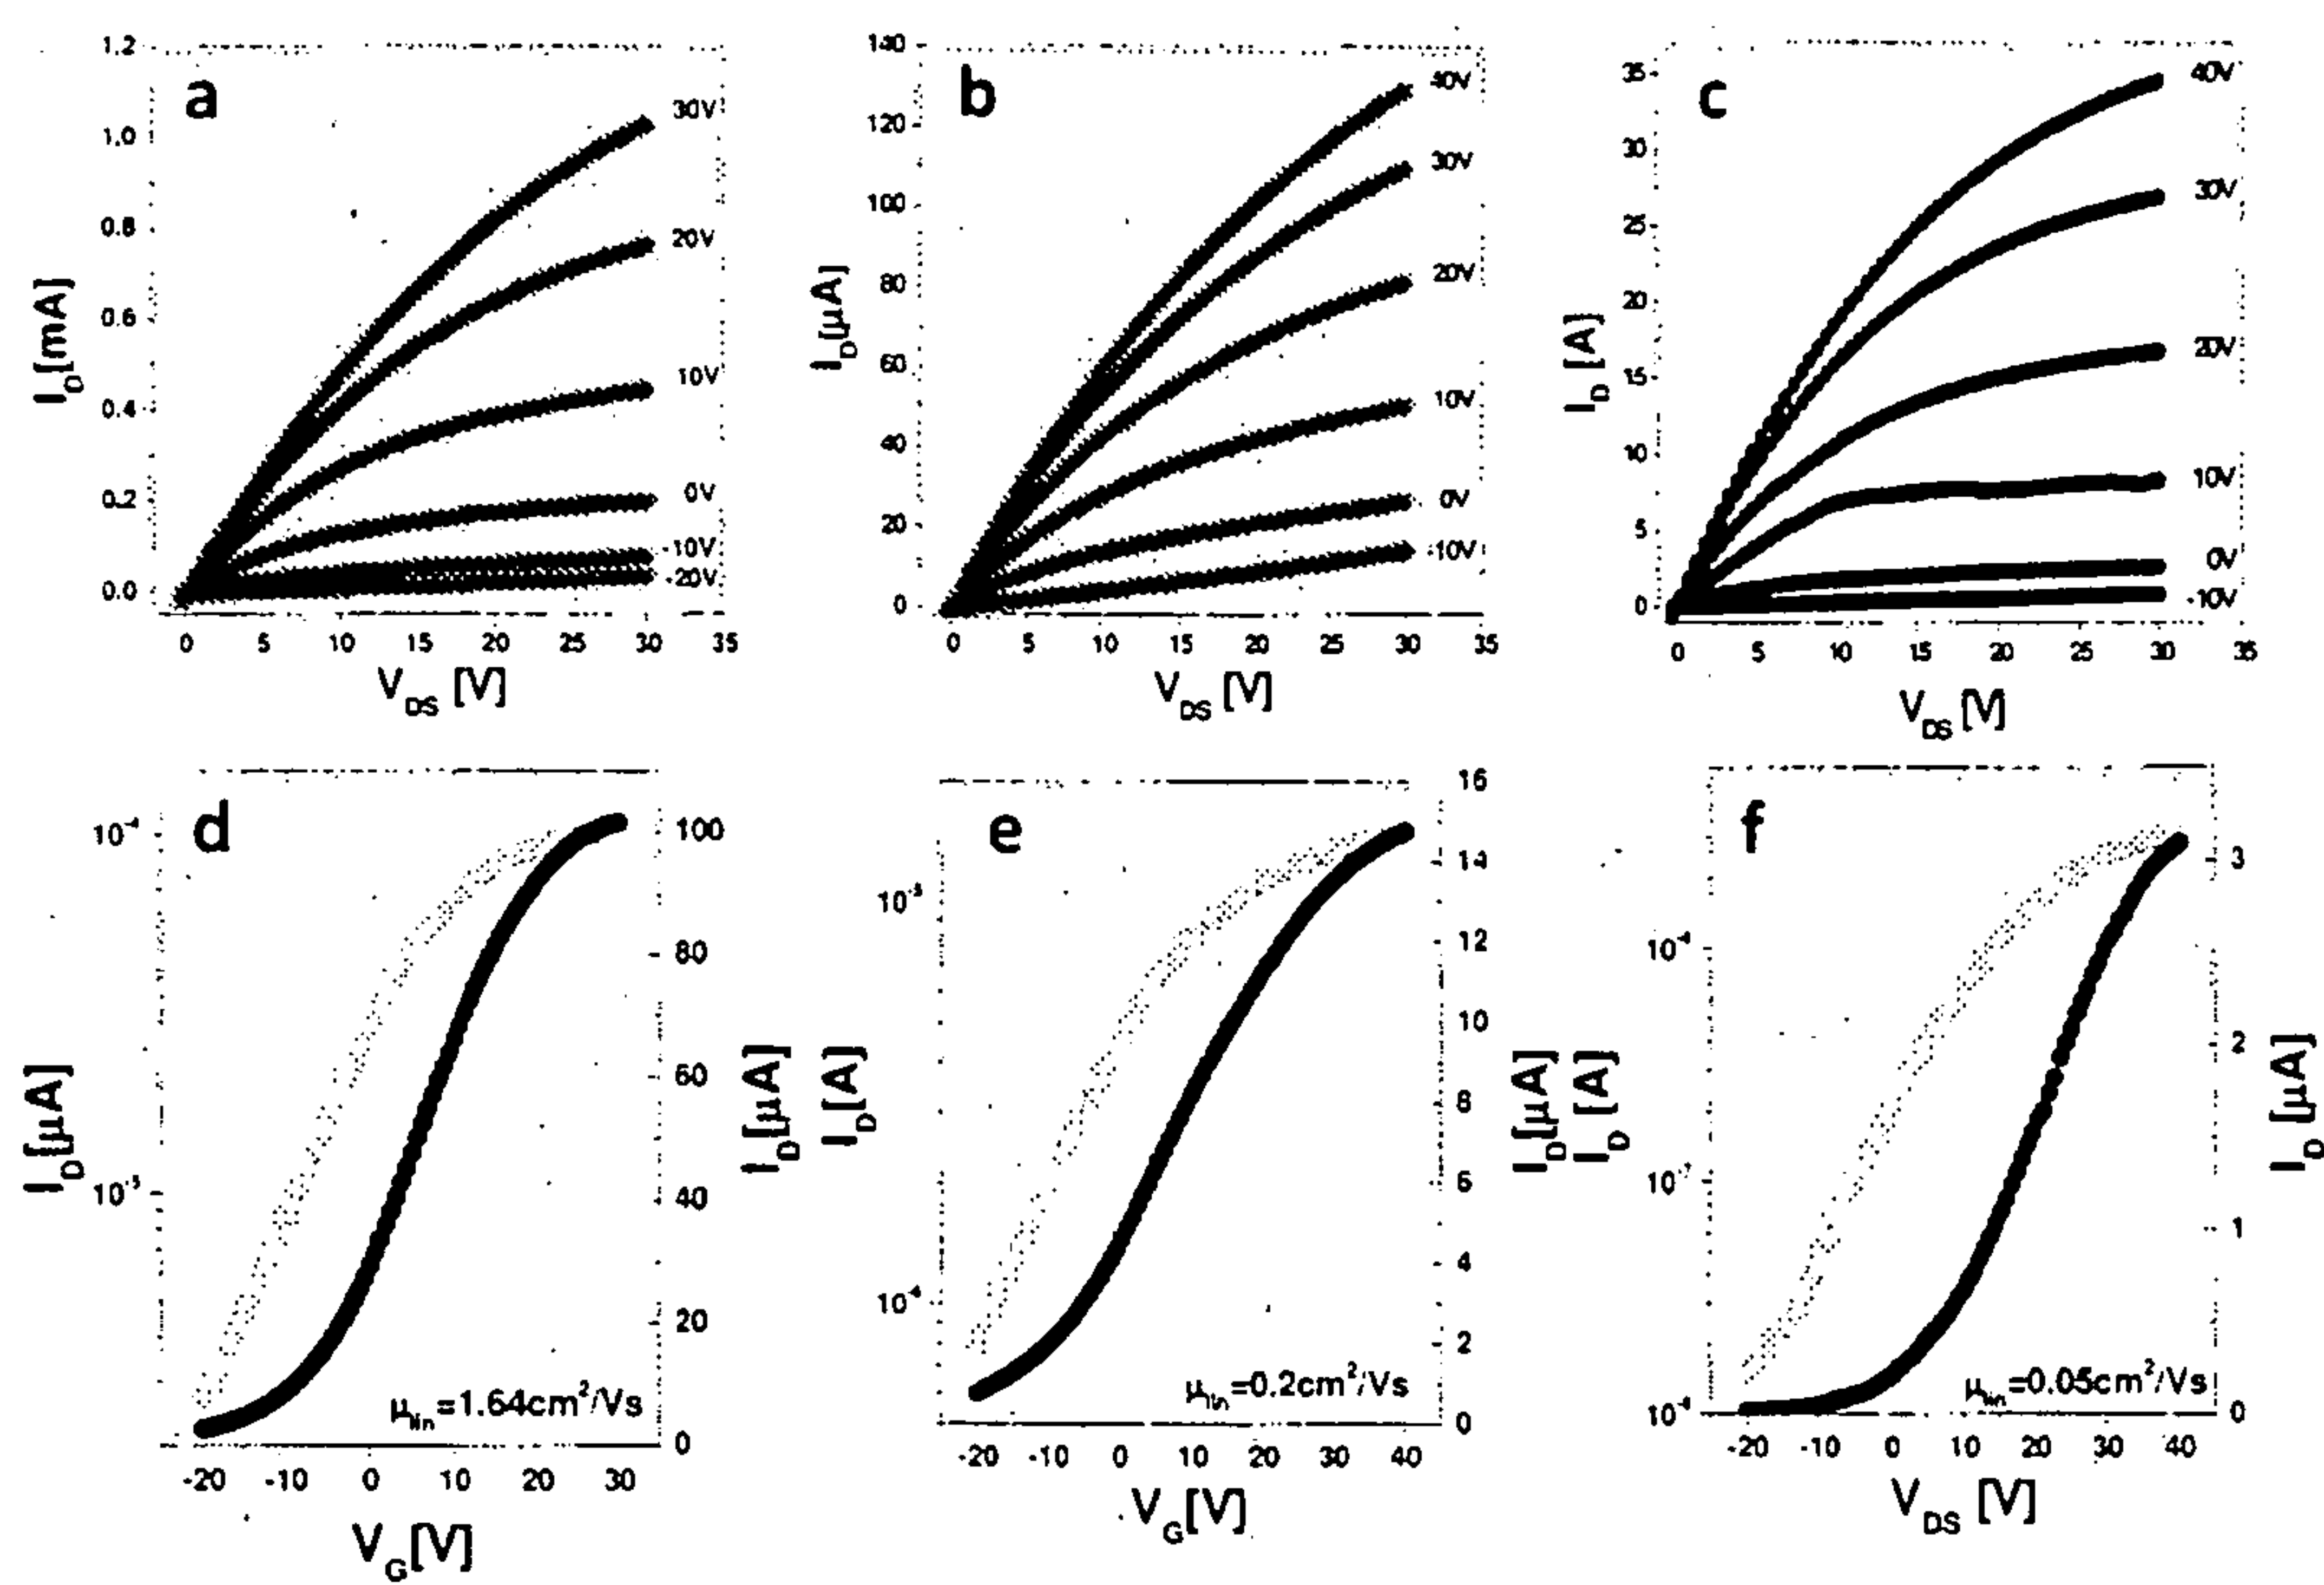 a
1.2
1.0
0.8
0.6
0.4
0.2
0.0
I_D[mA]
30V
20V
10V
0V
-10V
-20V
0 5 10 15 20 25 30 35
V_DS [V]
b
140
120
100
80
60
40
20
0
I_D[µA]
40V
30V
20V
10V
0V
-10V
0 5 10 15 20 25 30 35
V_DS [V]
c
35
30
25
20
15
10
5
0
I_D [A]
40V
30V
20V
10V
0V
-10V
0 5 10 15 20 25 30 35
V_DS [V]
d
10^-4
I_D[µA]
100
80
60
40
20
0
I_D[µA]
µ_lin=1.64cm²/Vs
-20 -10 0 10 20 30
V_G[V]
e
I_D[A]
16
14
12
10
8
6
4
2
0
I_D[µA]
µ_lin=0.2cm²/Vs
-20 -10 0 10 20 30 40
V_G[V]
f
I_D [A]
3
2
1
0
I_D [µA]
µ_lin=0.05cm²/Vs
-20 -10 0 10 20 30 40
V_DS [V]